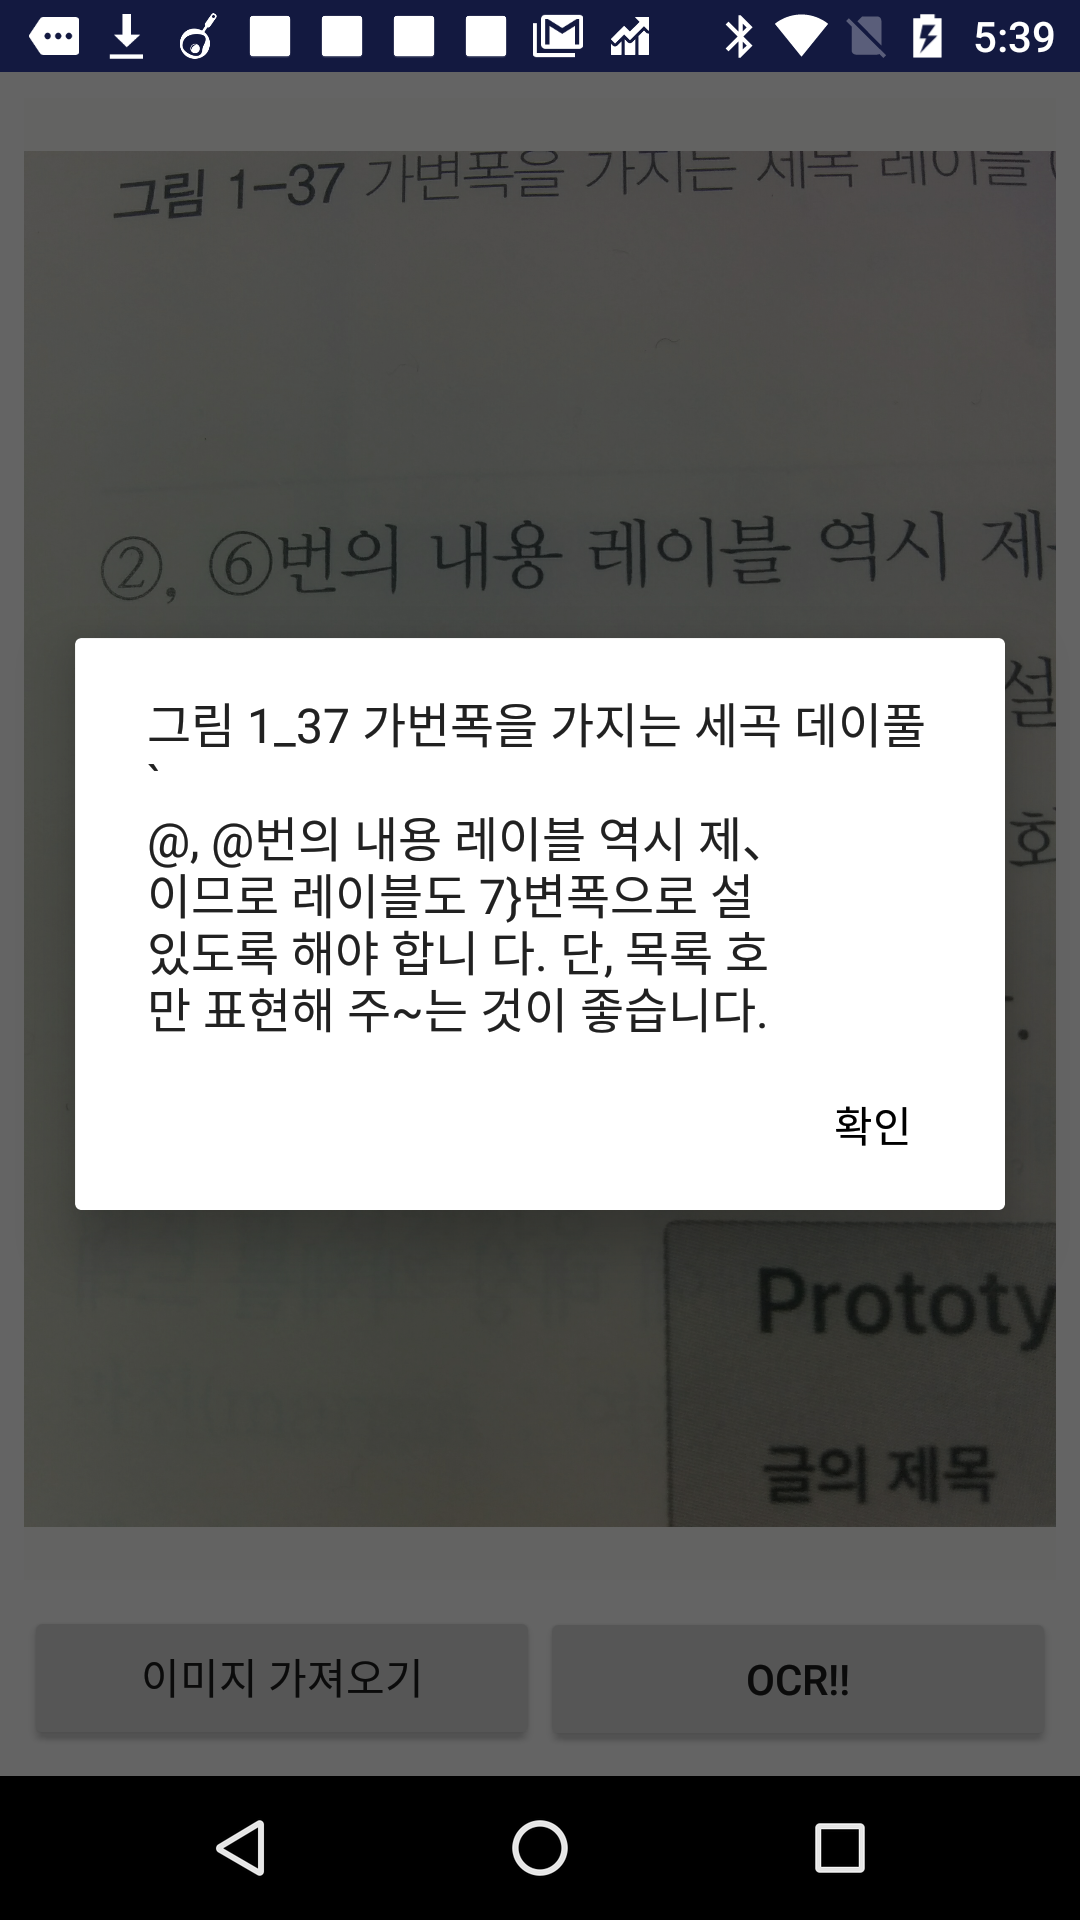 5:39
그림 1-37 가변폭을 가지는 제목 레이블
②, ⑥번의 내용 레이블 역시 제
설
호
그림 1_37 가번폭을 가지는 세곡 데이풀
`
@, @번의 내용 레이블 역시 제、
이므로 레이블도 7}변폭으로 설
있도록 해야 합니 다. 단, 목록 호
만 표현해 주~는 것이 좋습니다.
확인
Prototy
글의 제목
이미지 가져오기
OCR!!